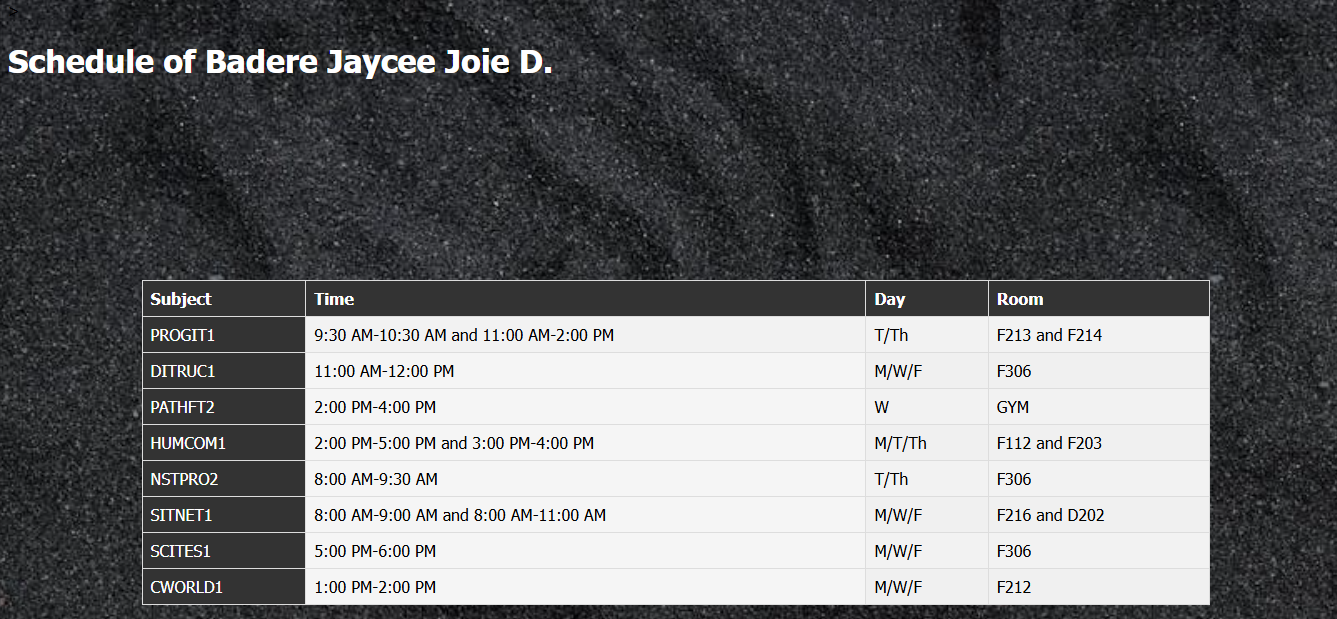 Schedule of Badere Jaycee Joie D.
Subject Time Day Room
PROGIT1 9:30 AM-10:30 AM and 11:00 AM-2:00 PM T/Th F213 and F214
DITRUC1 11:00 AM-12:00 PM M/W/F F306
PATHFT2 2:00 PM-4:00 PM W GYM
HUMCOM1 2:00 PM-5:00 PM and 3:00 PM-4:00 PM M/T/Th F112 and F203
NSTPRO2 8:00 AM-9:30 AM T/Th F306
SITNET1 8:00 AM-9:00 AM and 8:00 AM-11:00 AM M/W/F F216 and D202
SCITES1 5:00 PM-6:00 PM M/W/F F306
CWORLD1 1:00 PM-2:00 PM M/W/F F212